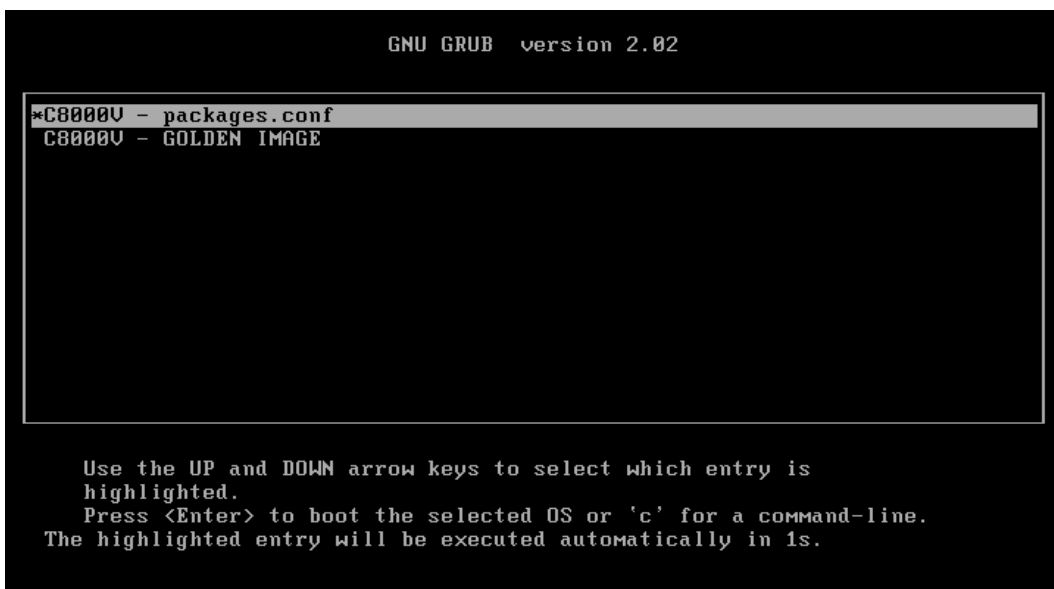 GNU GRUB  version 2.02
*C8000V - packages.conf
C8000V - GOLDEN IMAGE
Use the UP and DOWN arrow keys to select which entry is
highlighted.
Press <Enter> to boot the selected OS or `c' for a command-line.
The highlighted entry will be executed automatically in 1s.